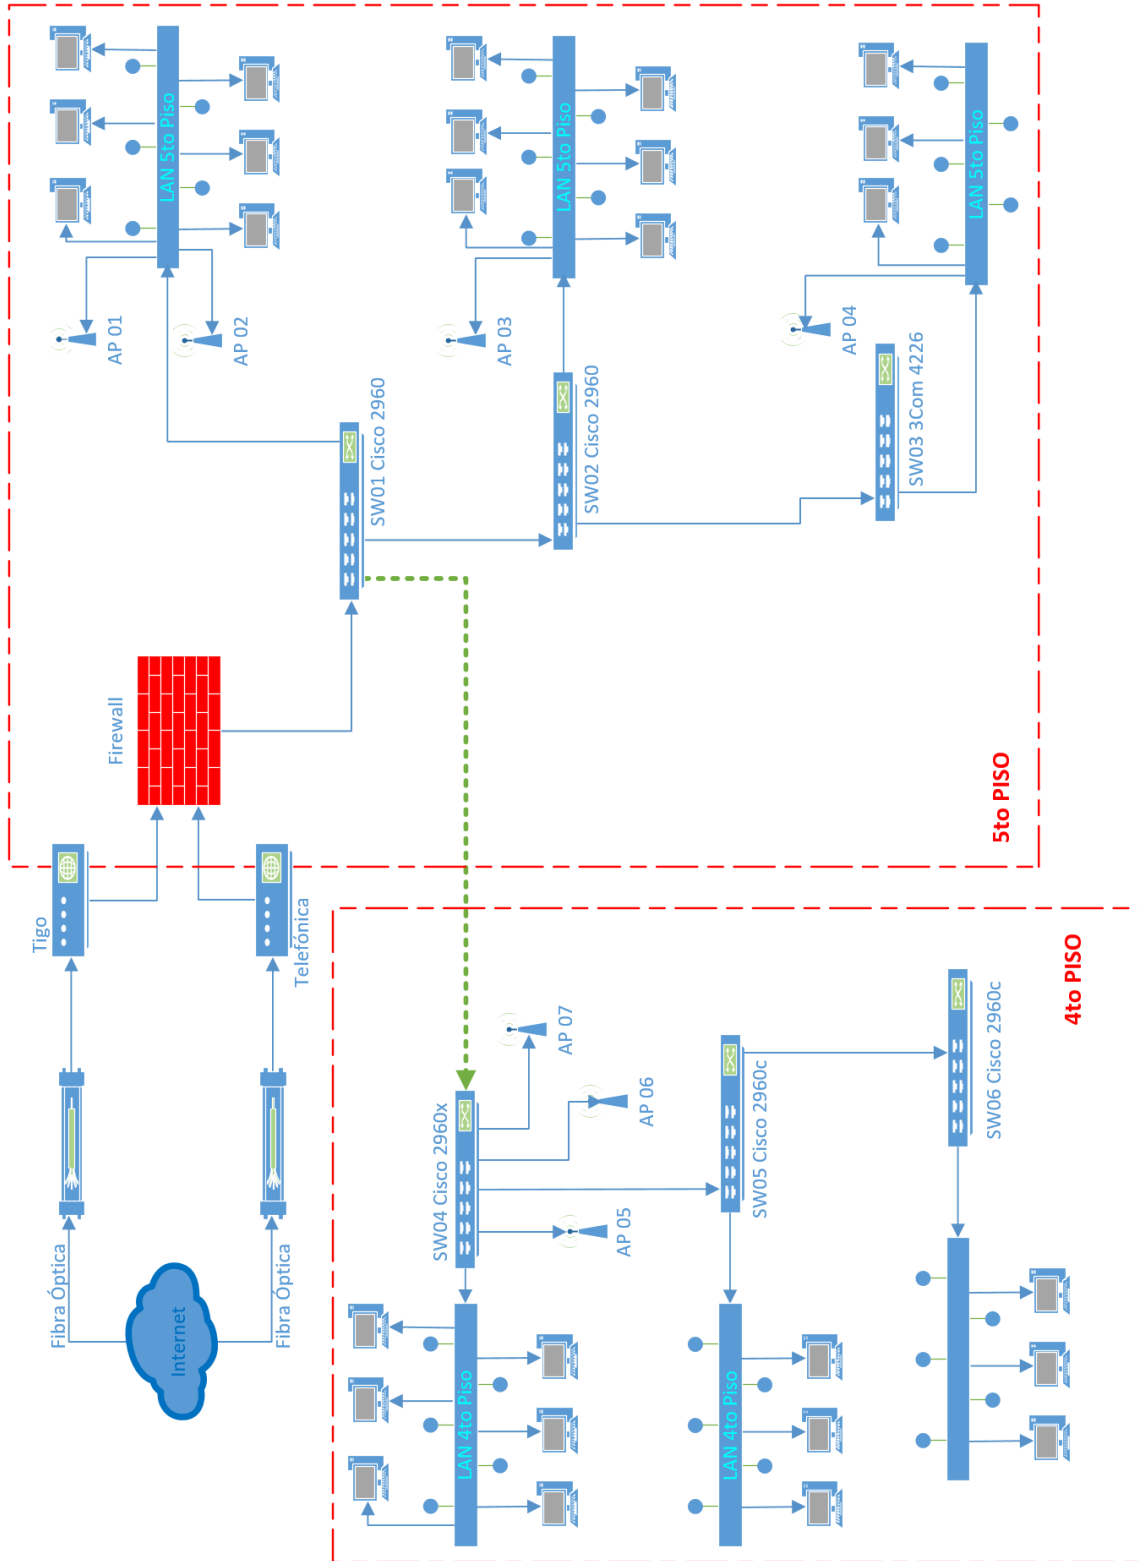 Internet
Fibra Óptica
Fibra Óptica
Tigo
Telefónica
Firewall
5to PISO
SW01 Cisco 2960
AP 01
AP 02
LAN 5to Piso
SW02 Cisco 2960
AP 03
LAN 5to Piso
SW03 3Com 4226
AP 04
LAN 5to Piso
4to PISO
SW04 Cisco 2960x
AP 07
AP 06
AP 05
LAN 4to Piso
SW05 Cisco 2960c
LAN 4to Piso
SW06 Cisco 2960c